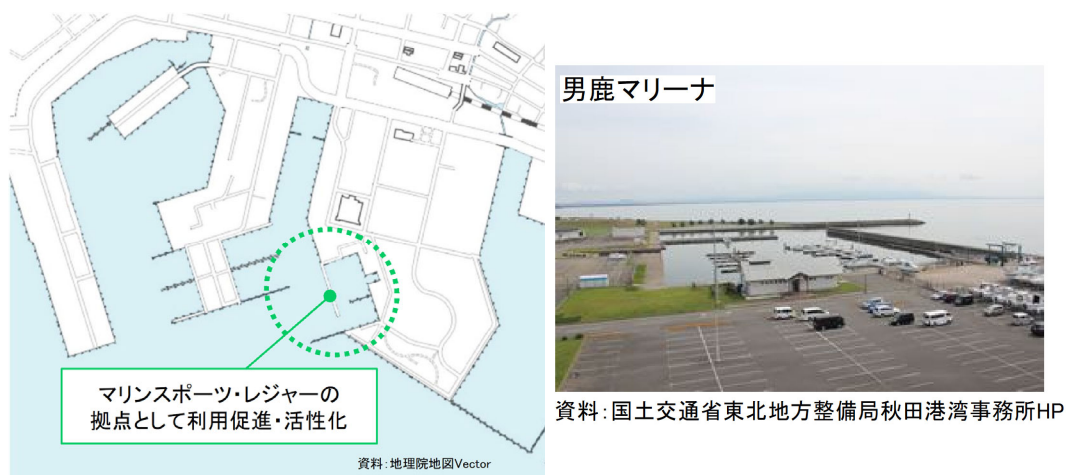 マリンスポーツ・レジャーの
拠点として利用促進・活性化
資料：地理院地図Vector
男鹿マリーナ
資料：国土交通省東北地方整備局秋田港湾事務所HP